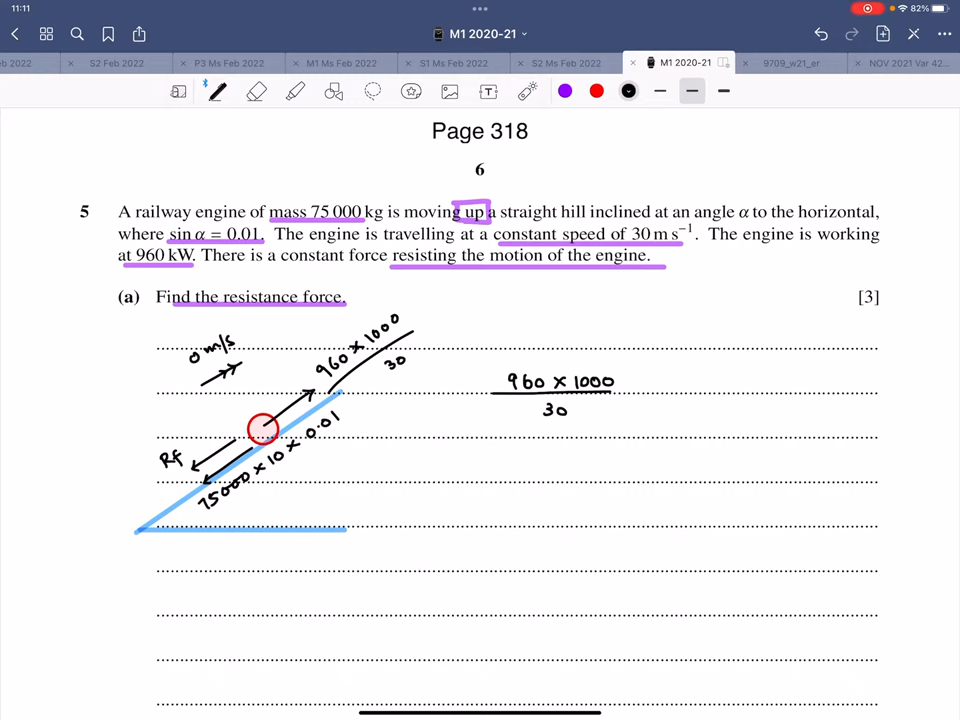 11:11
82%
M1 2020-21
b 2022
S2 Feb 2022
P3 Ms Feb 2022
M1 Ms Feb 2022
S1 Ms Feb 2022
S2 Ms Feb 2022
M1 2020-21
9709_w21_er
NOV 2021 Var 42...
Page 318
6
5 A railway engine of mass 75 000 kg is moving up a straight hill inclined at an angle α to the horizontal,
where sin α = 0.01. The engine is travelling at a constant speed of 30 m s⁻¹. The engine is working
at 960 kW. There is a constant force resisting the motion of the engine.
(a) Find the resistance force. [3]
0 m/s
960 × 1000
30
960 × 1000
30
Rf
75000 × 10 × 0.01